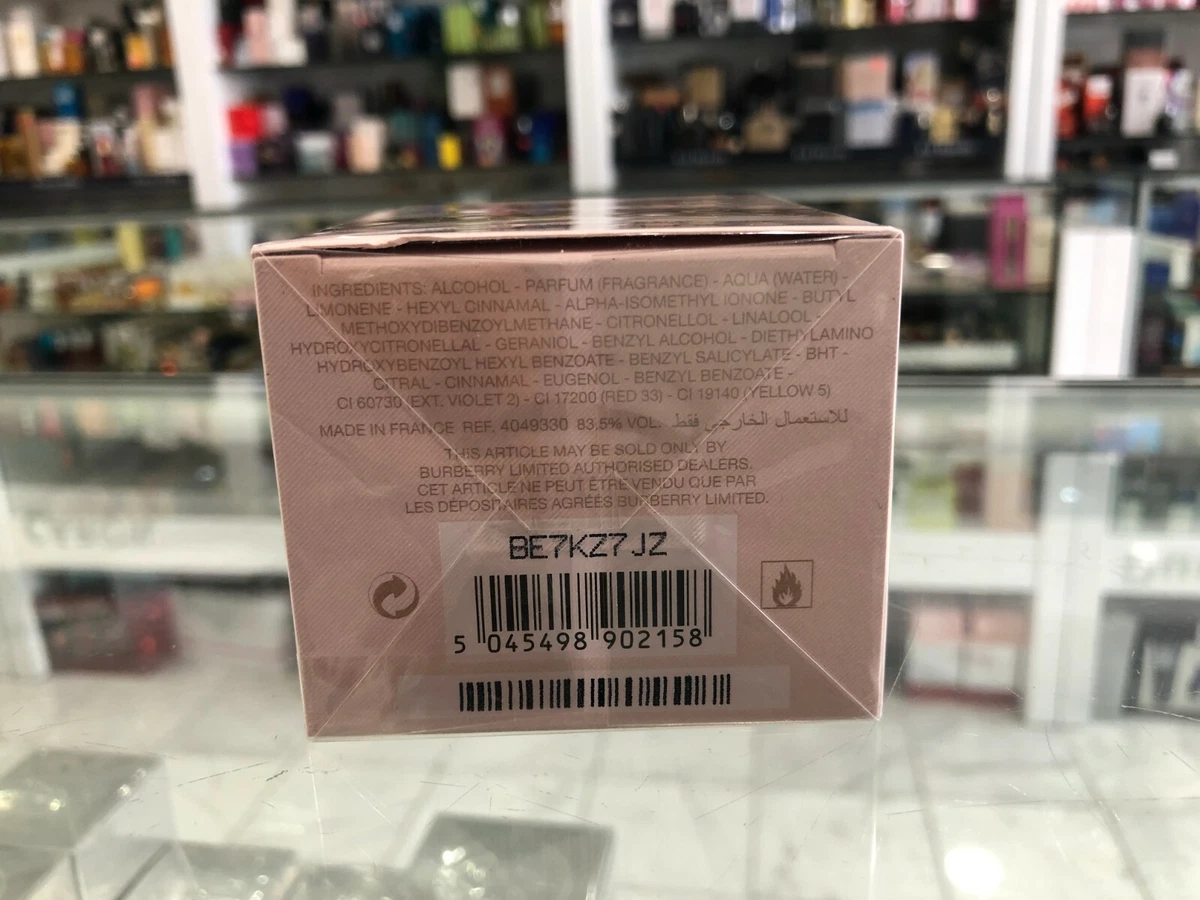 INGREDIENTS: ALCOHOL - PARFUM (FRAGRANCE) - AQUA (WATER) -
LIMONENE - HEXYL CINNAMAL - ALPHA-ISOMETHYL IONONE - BUTYL
METHOXYDIBENZOYLMETHANE - CITRONELLOL - LINALOOL -
HYDROXYCITRONELLAL - GERANIOL - BENZYL ALCOHOL - DIETHYLAMINO
HYDROXYBENZOYL HEXYL BENZOATE - BENZYL SALICYLATE - BHT -
CITRAL - CINNAMAL - EUGENOL - BENZYL BENZOATE -
CI 60730 (EXT. VIOLET 2) - CI 17200 (RED 33) - CI 19140 (YELLOW 5)
MADE IN FRANCE REF. 4049330 83.5% VOL. للاستعمال الخارجي فقط
THIS ARTICLE MAY BE SOLD ONLY BY
BURBERRY LIMITED AUTHORISED DEALERS.
CET ARTICLE NE PEUT ÊTRE VENDU QUE PAR
LES DÉPOSITAIRES AGRÉÉS BURBERRY LIMITED.
BE7KZ7JZ
5 045498 902158